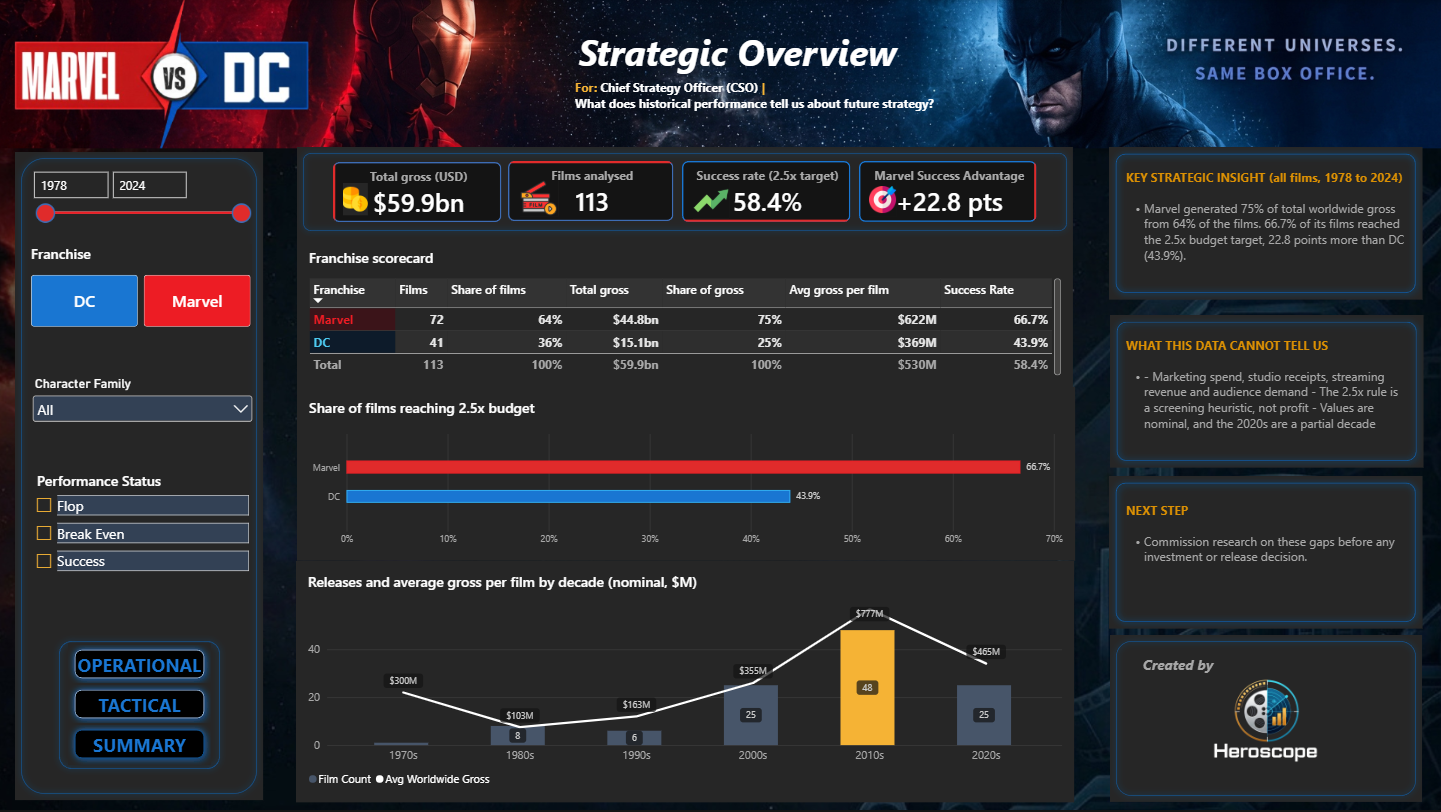 MARVEL VS DC
Strategic Overview
For: Chief Strategy Officer (CSO) |
What does historical performance tell us about future strategy?
DIFFERENT UNIVERSES.
SAME BOX OFFICE.
1978 2024
Franchise
DC Marvel
Character Family
All
Performance Status
Flop
Break Even
Success
OPERATIONAL
TACTICAL
SUMMARY
Total gross (USD)
$59.9bn
Films analysed
113
Success rate (2.5x target)
58.4%
Marvel Success Advantage
+22.8 pts
Franchise scorecard
Franchise Films Share of films Total gross Share of gross Avg gross per film Success Rate
Marvel 72 64% $44.8bn 75% $622M 66.7%
DC 41 36% $15.1bn 25% $369M 43.9%
Total 113 100% $59.9bn 100% $530M 58.4%
Share of films reaching 2.5x budget
Marvel 66.7%
DC 43.9%
0% 10% 20% 30% 40% 50% 60% 70%
Releases and average gross per film by decade (nominal, $M)
40
20
0
$300M $103M $163M $355M $777M $465M
8 6 25 48 25
1970s 1980s 1990s 2000s 2010s 2020s
Film Count Avg Worldwide Gross
KEY STRATEGIC INSIGHT (all films, 1978 to 2024)
• Marvel generated 75% of total worldwide gross
from 64% of the films. 66.7% of its films reached
the 2.5x budget target, 22.8 points more than DC
(43.9%).
WHAT THIS DATA CANNOT TELL US
• - Marketing spend, studio receipts, streaming
revenue and audience demand - The 2.5x rule is
a screening heuristic, not profit - Values are
nominal, and the 2020s are a partial decade
NEXT STEP
• Commission research on these gaps before any
investment or release decision.
Created by
Heroscope